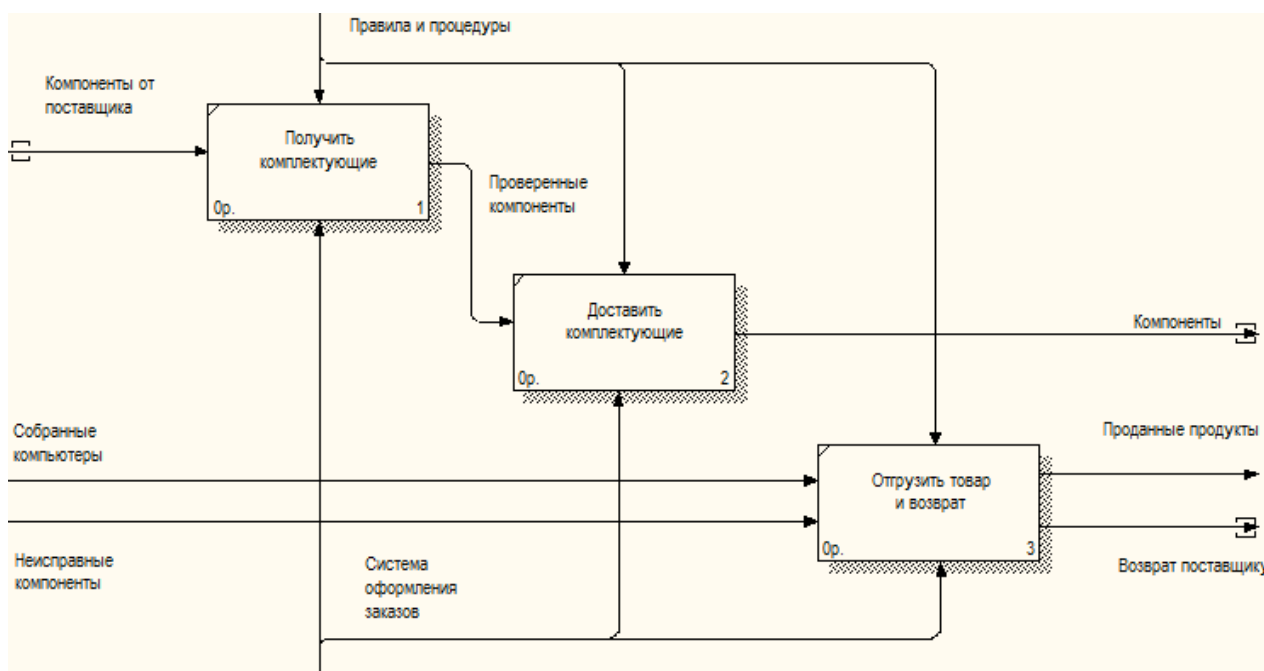 Правила и процедуры
Компоненты от
поставщика
Получить
комплектующие
0р.
1
Проверенные
компоненты
Доставить
комплектующие
0р.
2
Компоненты
Собранные
компьютеры
Проданные продукты
Отгрузить товар
и возврат
0р.
3
Неисправные
компоненты
Система
оформления
заказов
Возврат поставщику